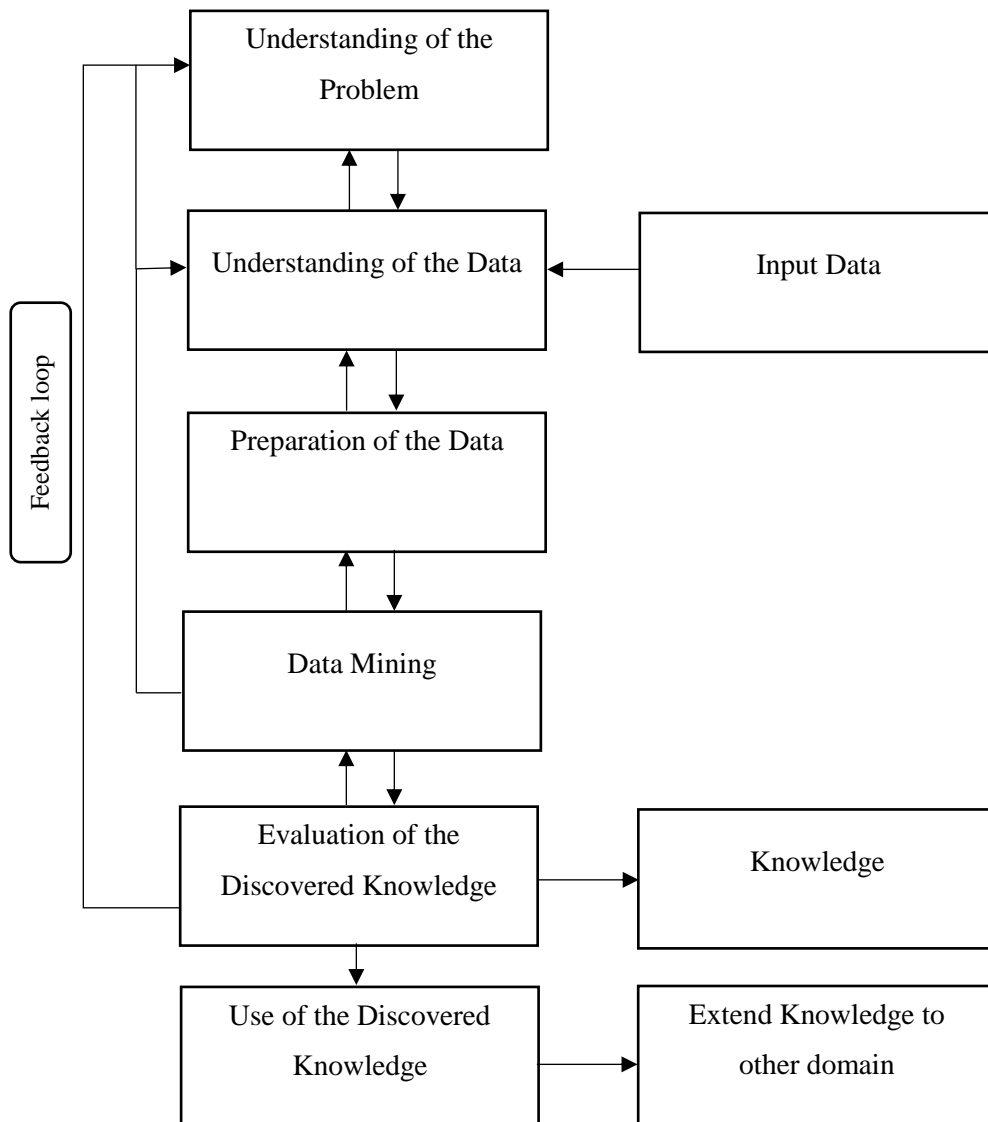 Understanding of the
Problem
Understanding of the Data
Input Data
Feedback loop
Preparation of the Data
Data Mining
Evaluation of the
Discovered Knowledge
Knowledge
Use of the Discovered
Knowledge
Extend Knowledge to
other domain